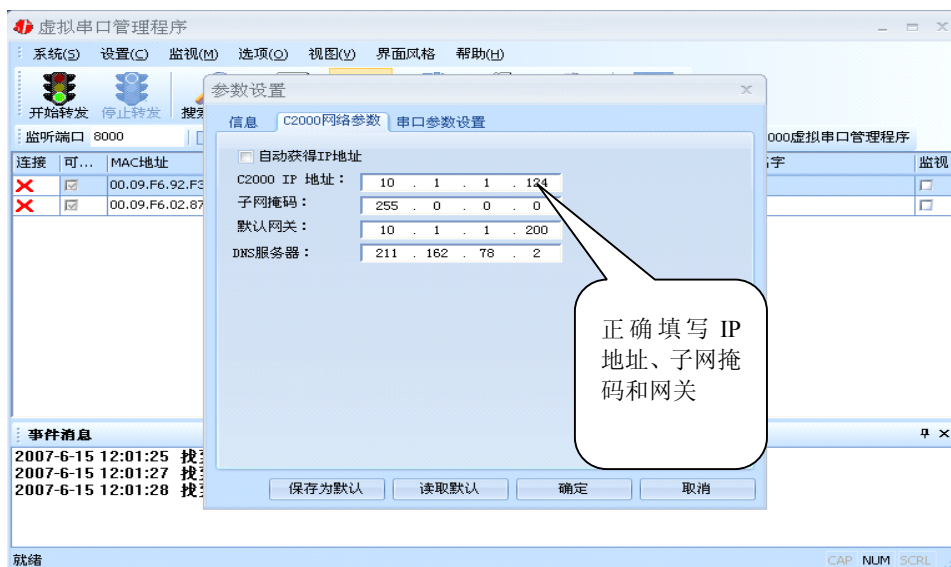 虚拟串口管理程序
系统(S) 设置(C) 监视(M) 选项(O) 视图(V) 界面风格 帮助(H)
开始转发 停止转发
监听端口 8000
000虚拟串口管理程序
连接 可... MAC地址 监视
00.09.F6.92.F3
00.09.F6.02.87
参数设置
信息 C2000网络参数 串口参数设置
自动获得IP地址
C2000 IP 地址: 10 . 1 . 1 . 124
子网掩码: 255 . 0 . 0 . 0
默认网关: 10 . 1 . 1 . 200
DNS服务器: 211 . 162 . 78 . 2
正确填写 IP
地址、子网掩
码和网关
保存为默认 读取默认 确定 取消
事件消息
2007-6-15 12:01:25
2007-6-15 12:01:27
2007-6-15 12:01:28
就绪 CAP NUM SCRL